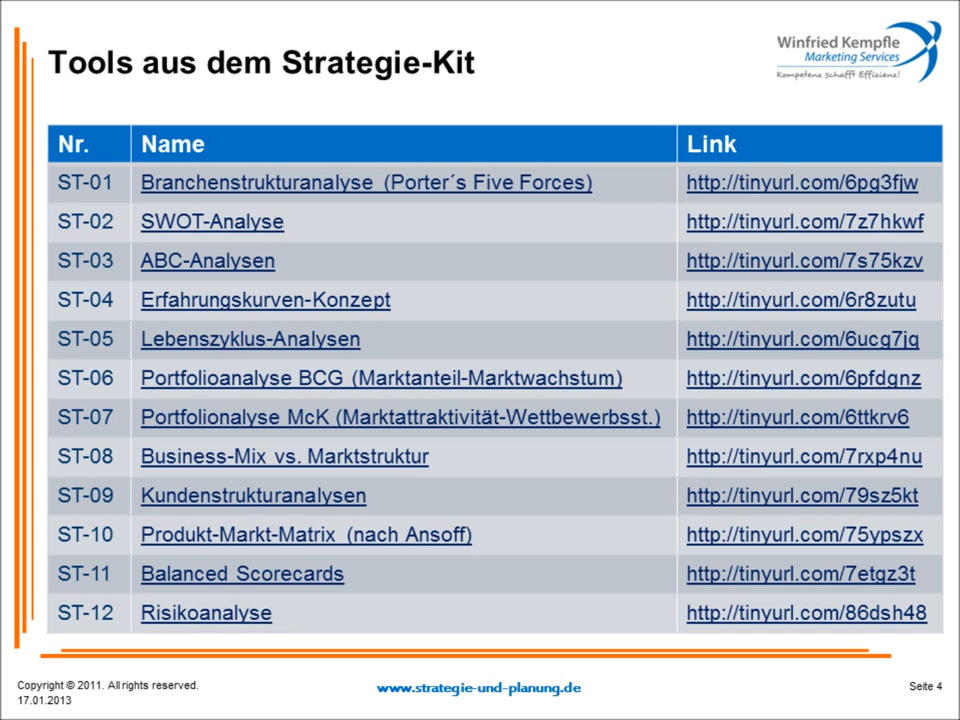 Tools aus dem Strategie-Kit
Winfried Kempfle
Marketing Services
Kompetenz schafft Effizienz!
Nr. Name Link
ST-01 Branchenstrukturanalyse (Porter´s Five Forces) http://tinyurl.com/6pg3fjw
ST-02 SWOT-Analyse http://tinyurl.com/7z7hkwf
ST-03 ABC-Analysen http://tinyurl.com/7s75kzv
ST-04 Erfahrungskurven-Konzept http://tinyurl.com/6r8zutu
ST-05 Lebenszyklus-Analysen http://tinyurl.com/6ucg7jq
ST-06 Portfolioanalyse BCG (Marktanteil-Marktwachstum) http://tinyurl.com/6pfdgnz
ST-07 Portfolionalyse McK (Marktattraktivität-Wettbewerbsst.) http://tinyurl.com/6ttkrv6
ST-08 Business-Mix vs. Marktstruktur http://tinyurl.com/7rxp4nu
ST-09 Kundenstrukturanalysen http://tinyurl.com/79sz5kt
ST-10 Produkt-Markt-Matrix (nach Ansoff) http://tinyurl.com/75ypszx
ST-11 Balanced Scorecards http://tinyurl.com/7etgz3t
ST-12 Risikoanalyse http://tinyurl.com/86dsh48
Copyright © 2011. All rights reserved.
17.01.2013
www.strategie-und-planung.de
Seite 4